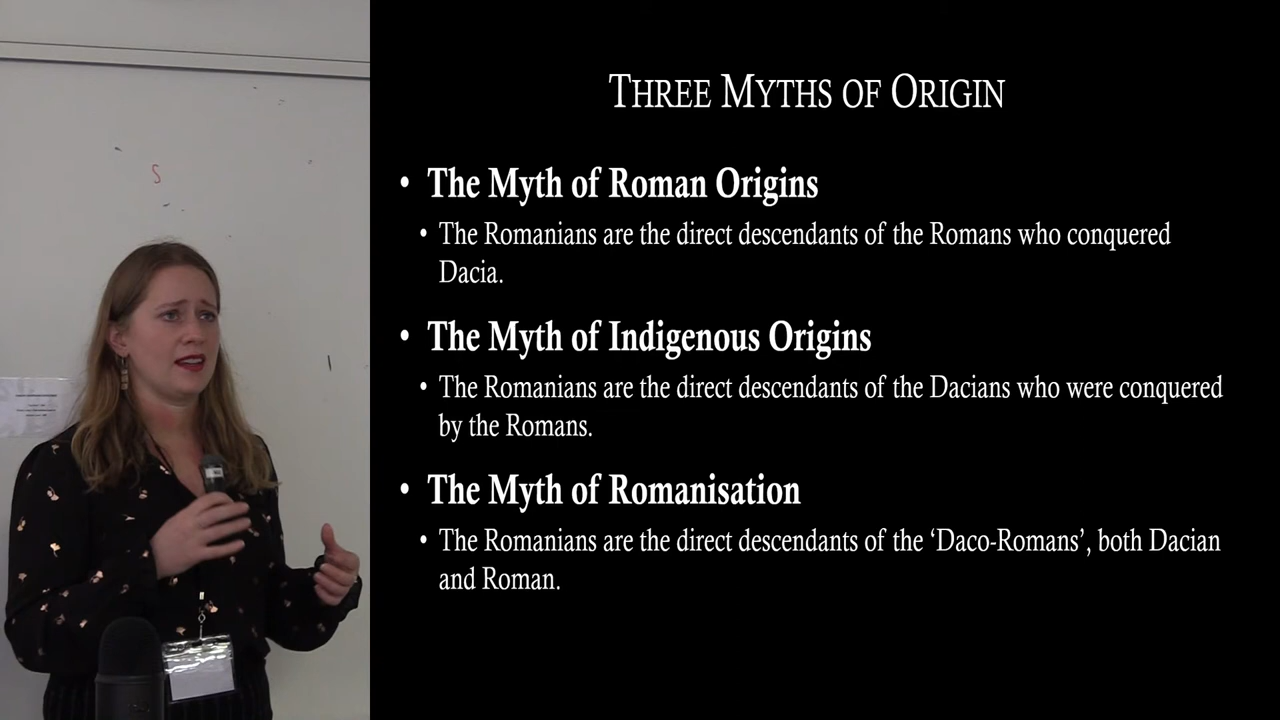 THREE MYTHS OF ORIGIN
• The Myth of Roman Origins
• The Romanians are the direct descendants of the Romans who conquered
Dacia.
• The Myth of Indigenous Origins
• The Romanians are the direct descendants of the Dacians who were conquered
by the Romans.
• The Myth of Romanisation
• The Romanians are the direct descendants of the ‘Daco-Romans’, both Dacian
and Roman.
S